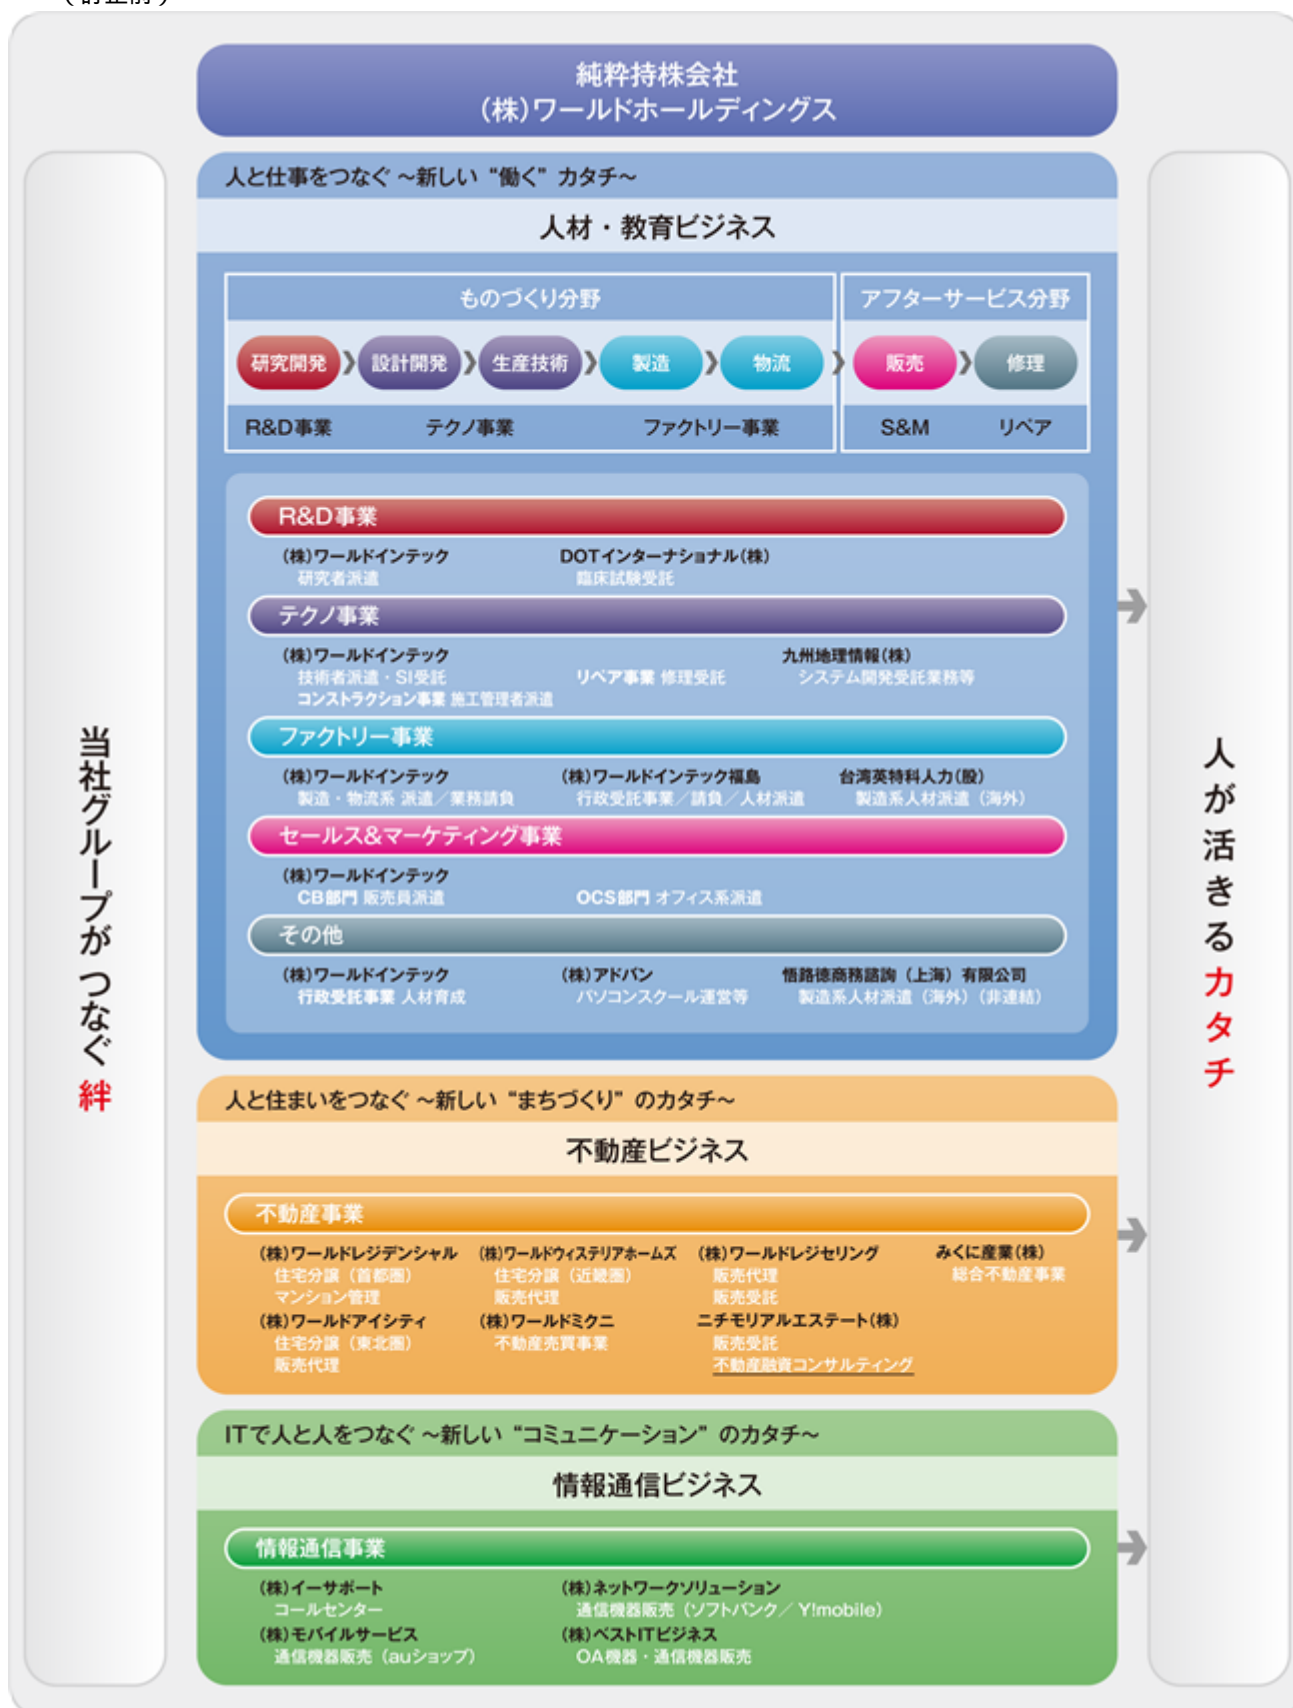 （訂正前）
純粋持株会社
(株)ワールドホールディングス
当社グループがつなぐ絆
人と仕事をつなぐ ～新しい “働く” カタチ～
人材・教育ビジネス
ものづくり分野 アフターサービス分野
研究開発 設計開発 生産技術 製造 物流 販売 修理
R&D事業 テクノ事業 ファクトリー事業 S&M リペア
R&D事業
(株)ワールドインテック DOTインターナショナル(株)
研究者派遣 臨床試験受託
テクノ事業
(株)ワールドインテック 九州地理情報(株)
技術者派遣・SI受託 リペア事業 修理受託 システム開発受託業務等
コンストラクション事業 施工管理者派遣
ファクトリー事業
(株)ワールドインテック (株)ワールドインテック福島 台湾英特科人力(股)
製造・物流系 派遣／業務請負 行政受託事業／請負／人材派遣 製造系人材派遣（海外）
セールス&マーケティング事業
(株)ワールドインテック
CB部門 販売員派遣 OCS部門 オフィス系派遣
その他
(株)ワールドインテック (株)アドバン 悟路徳商務諮詢（上海）有限公司
行政受託事業 人材育成 パソコンスクール運営等 製造系人材派遣（海外）（非連結）
人と住まいをつなぐ ～新しい “まちづくり” のカタチ～
不動産ビジネス
不動産事業
(株)ワールドレジデンシャル (株)ワールドウィステリアホームズ (株)ワールドレジセリング みくに産業(株)
住宅分譲（首都圏） 住宅分譲（近畿圏） 販売代理 総合不動産事業
マンション管理 販売代理 販売受託
(株)ワールドアイシティ (株)ワールドミクニ ニチモリアルエステート(株)
住宅分譲（東北圏） 不動産売買事業 販売受託
販売代理 不動産融資コンサルティング
ITで人と人をつなぐ ～新しい “コミュニケーション” のカタチ～
情報通信ビジネス
情報通信事業
(株)イーサポート (株)ネットワークソリューション
コールセンター 通信機器販売（ソフトバンク／ Y!mobile）
(株)モバイルサービス (株)ベストITビジネス
通信機器販売（auショップ） OA機器・通信機器販売
人が活きるカタチ